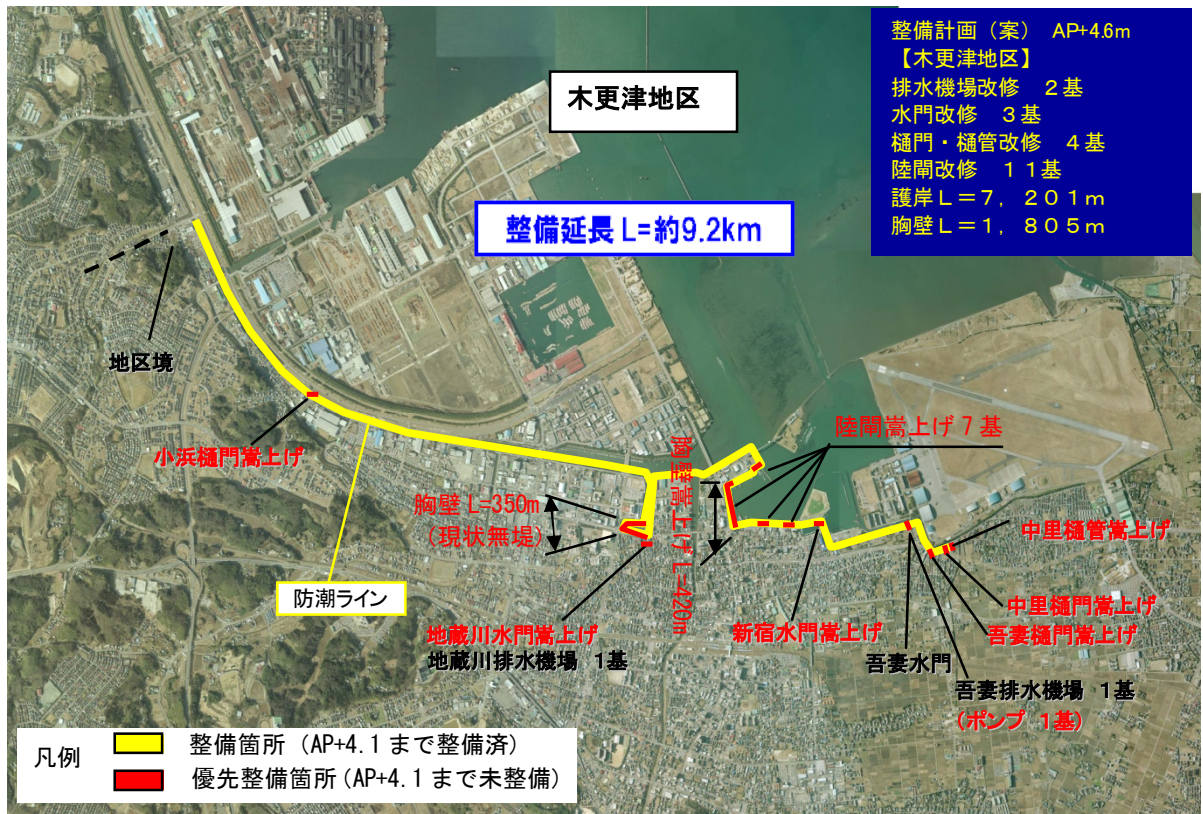 整備計画（案） AP+4.6m
【木更津地区】
排水機場改修 ２基
水門改修 ３基
樋門・樋管改修 ４基
陸閘改修 １１基
護岸Ｌ＝７，２０１ｍ
胸壁Ｌ＝１，８０５ｍ
木更津地区
整備延長 L=約9.2km
地区境
小浜樋門嵩上げ
陸閘嵩上げ 7 基
胸壁嵩上げ L=420m
胸壁 L=350m
(現状無堤)
防潮ライン
地蔵川水門嵩上げ
地蔵川排水機場 1基
新宿水門嵩上げ
中里樋管嵩上げ
中里樋門嵩上げ
吾妻樋門嵩上げ
吾妻水門
吾妻排水機場 1基
(ポンプ 1基)
凡例
整備箇所（AP+4.1 まで整備済）
優先整備箇所（AP+4.1 まで未整備）